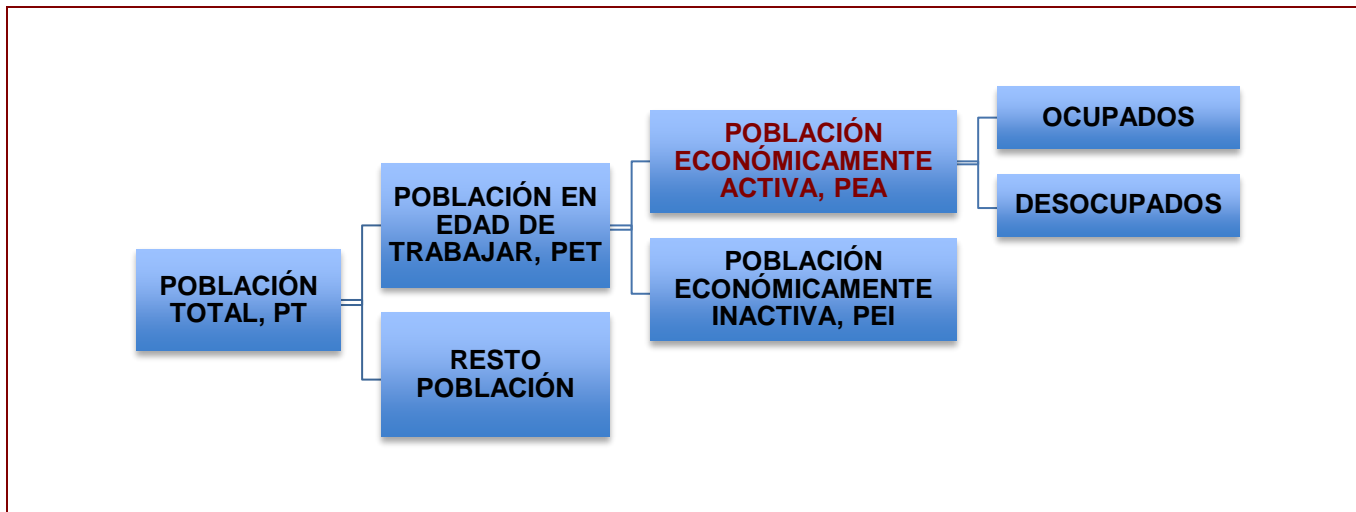 POBLACIÓN
TOTAL, PT
POBLACIÓN EN
EDAD DE
TRABAJAR, PET
RESTO
POBLACIÓN
POBLACIÓN
ECONÓMICAMENTE
ACTIVA, PEA
POBLACIÓN
ECONÓMICAMENTE
INACTIVA, PEI
OCUPADOS
DESOCUPADOS